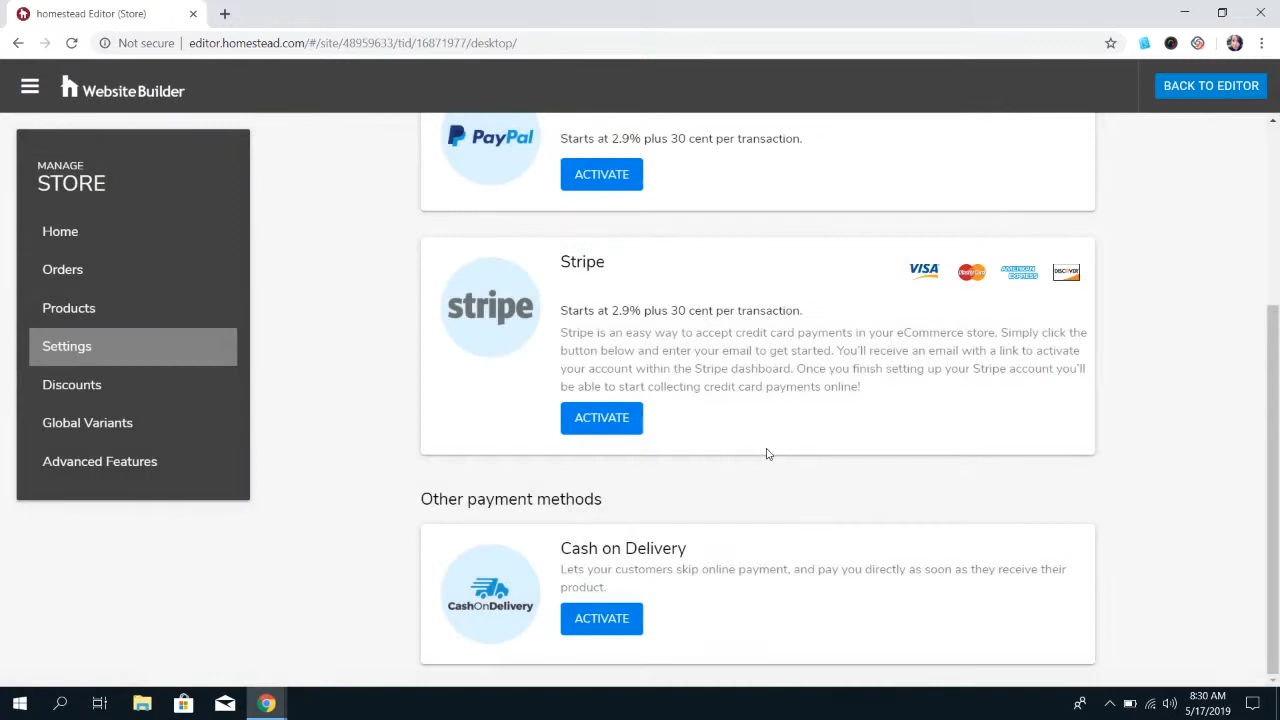 homestead Editor (Store)
Not secure
editor.homestead.com/#/site/48959633/tid/16871977/desktop/
WebsiteBuilder
BACK TO EDITOR
MANAGE
STORE
Home
Orders
Products
Settings
Discounts
Global Variants
Advanced Features
PayPal
Starts at 2.9% plus 30 cent per transaction.
ACTIVATE
stripe
Stripe
VISA
MasterCard
AMERICAN EXPRESS
DISCOVER
Starts at 2.9% plus 30 cent per transaction.
Stripe is an easy way to accept credit card payments in your eCommerce store. Simply click the
button below and enter your email to get started. You'll receive an email with a link to activate
your account within the Stripe dashboard. Once you finish setting up your Stripe account you'll
be able to start collecting credit card payments online!
ACTIVATE
Other payment methods
CashOnDelivery
Cash on Delivery
Lets your customers skip online payment, and pay you directly as soon as they receive their
product.
ACTIVATE
8:30 AM
5/17/2019